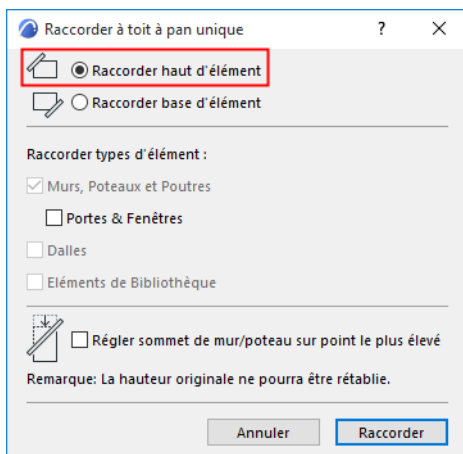 Raccorder à toit à pan unique ?
Raccorder haut d'élément
Raccorder base d'élément
Raccorder types d'élément :
Murs, Poteaux et Poutres
Portes & Fenêtres
Dalles
Eléments de Bibliothèque
Régler sommet de mur/poteau sur point le plus élevé
Remarque: La hauteur originale ne pourra être rétablie.
Annuler Raccorder